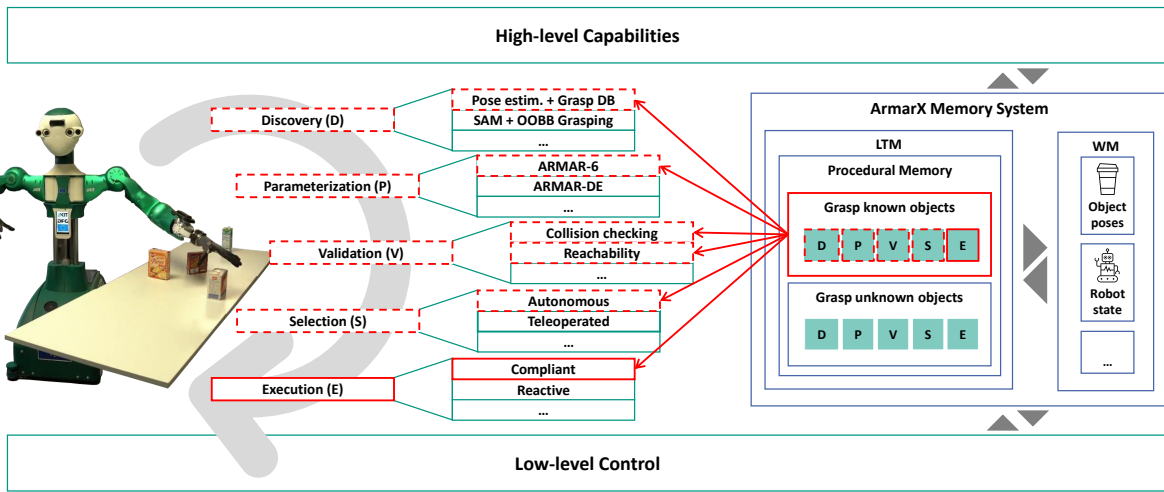 High-level Capabilities
Discovery (D)
Pose estim. + Grasp DB
SAM + OOBB Grasping
...
Parameterization (P)
ARMAR-6
ARMAR-DE
...
Validation (V)
Collision checking
Reachability
...
Selection (S)
Autonomous
Teleoperated
...
Execution (E)
Compliant
Reactive
...
ArmarX Memory System
LTM
Procedural Memory
Grasp known objects
D P V S E
Grasp unknown objects
D P V S E
WM
Object
poses
Robot
state
...
Low-level Control